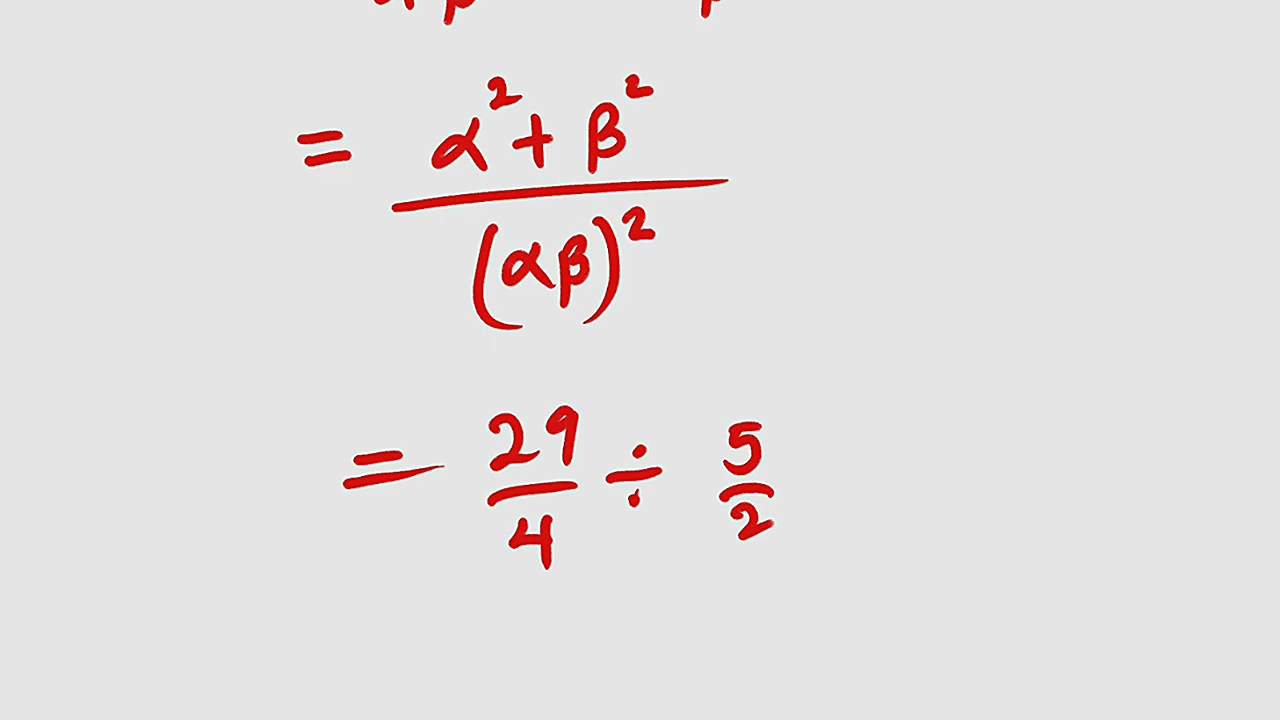 = α² + β² / (αβ)²
= 29/4 ÷ 5/2